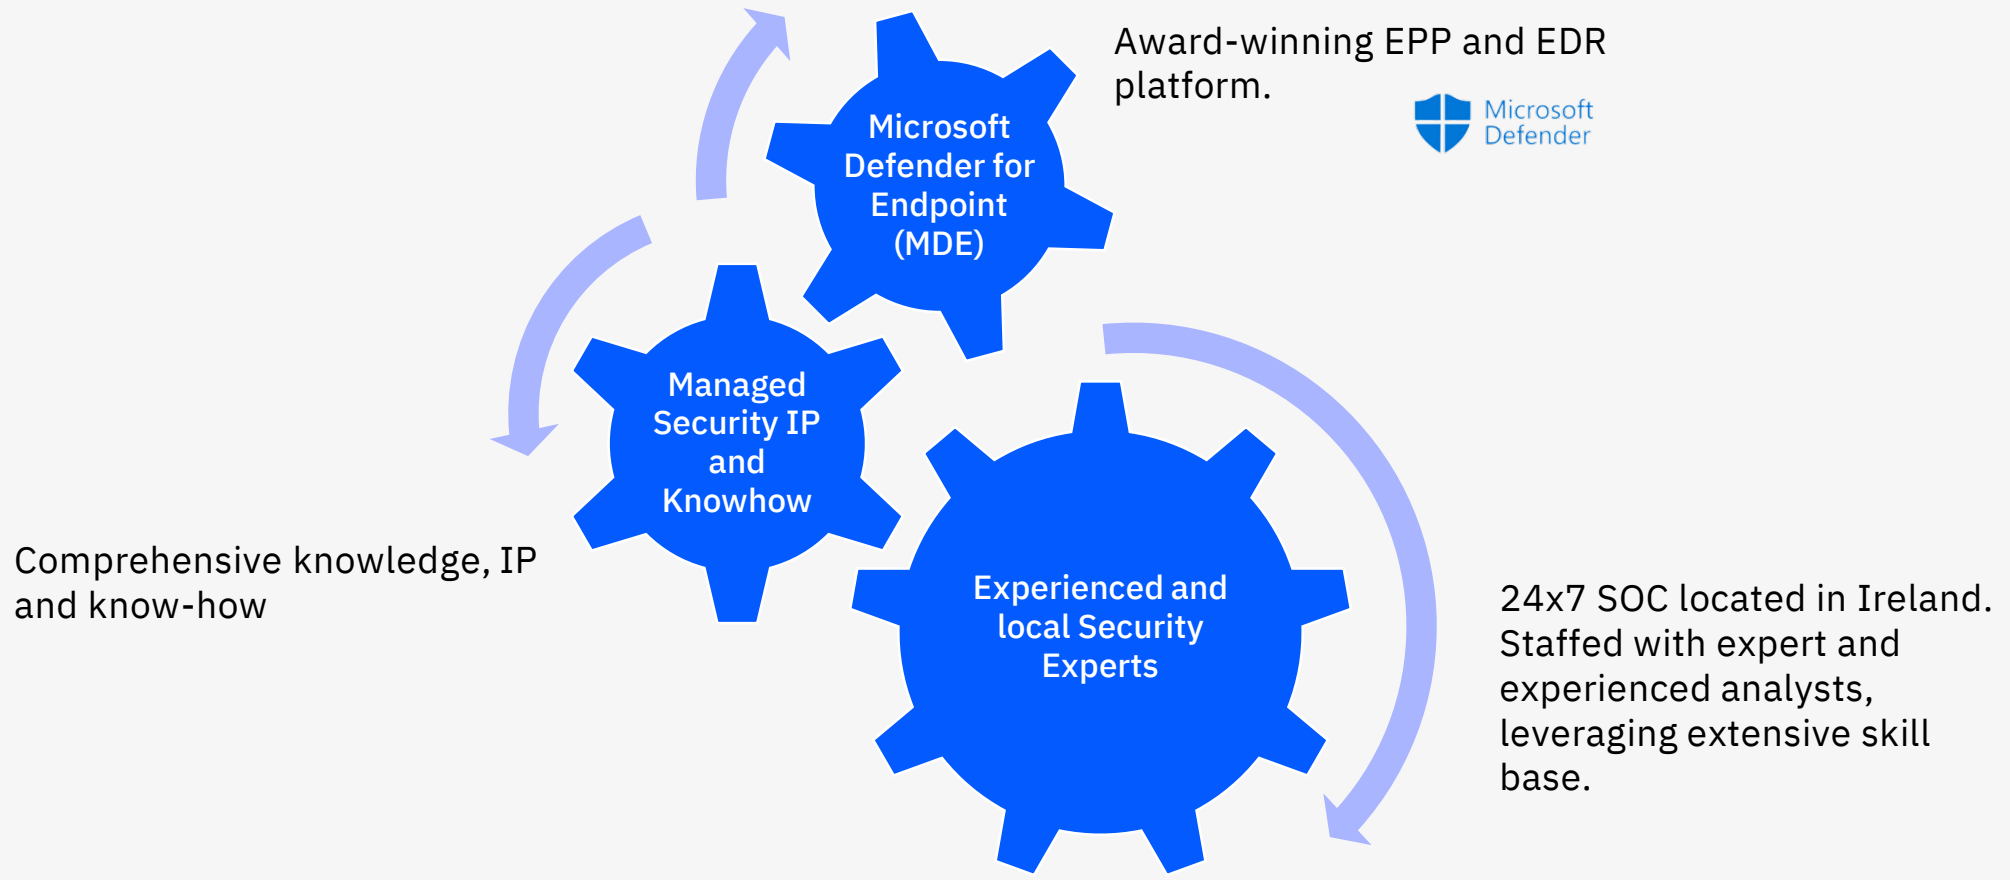 Award-winning EPP and EDR
platform.
Microsoft
Defender
Microsoft
Defender for
Endpoint
(MDE)
Managed
Security IP
and
Knowhow
Comprehensive knowledge, IP
and know-how
Experienced and
local Security
Experts
24x7 SOC located in Ireland.
Staffed with expert and
experienced analysts,
leveraging extensive skill
base.